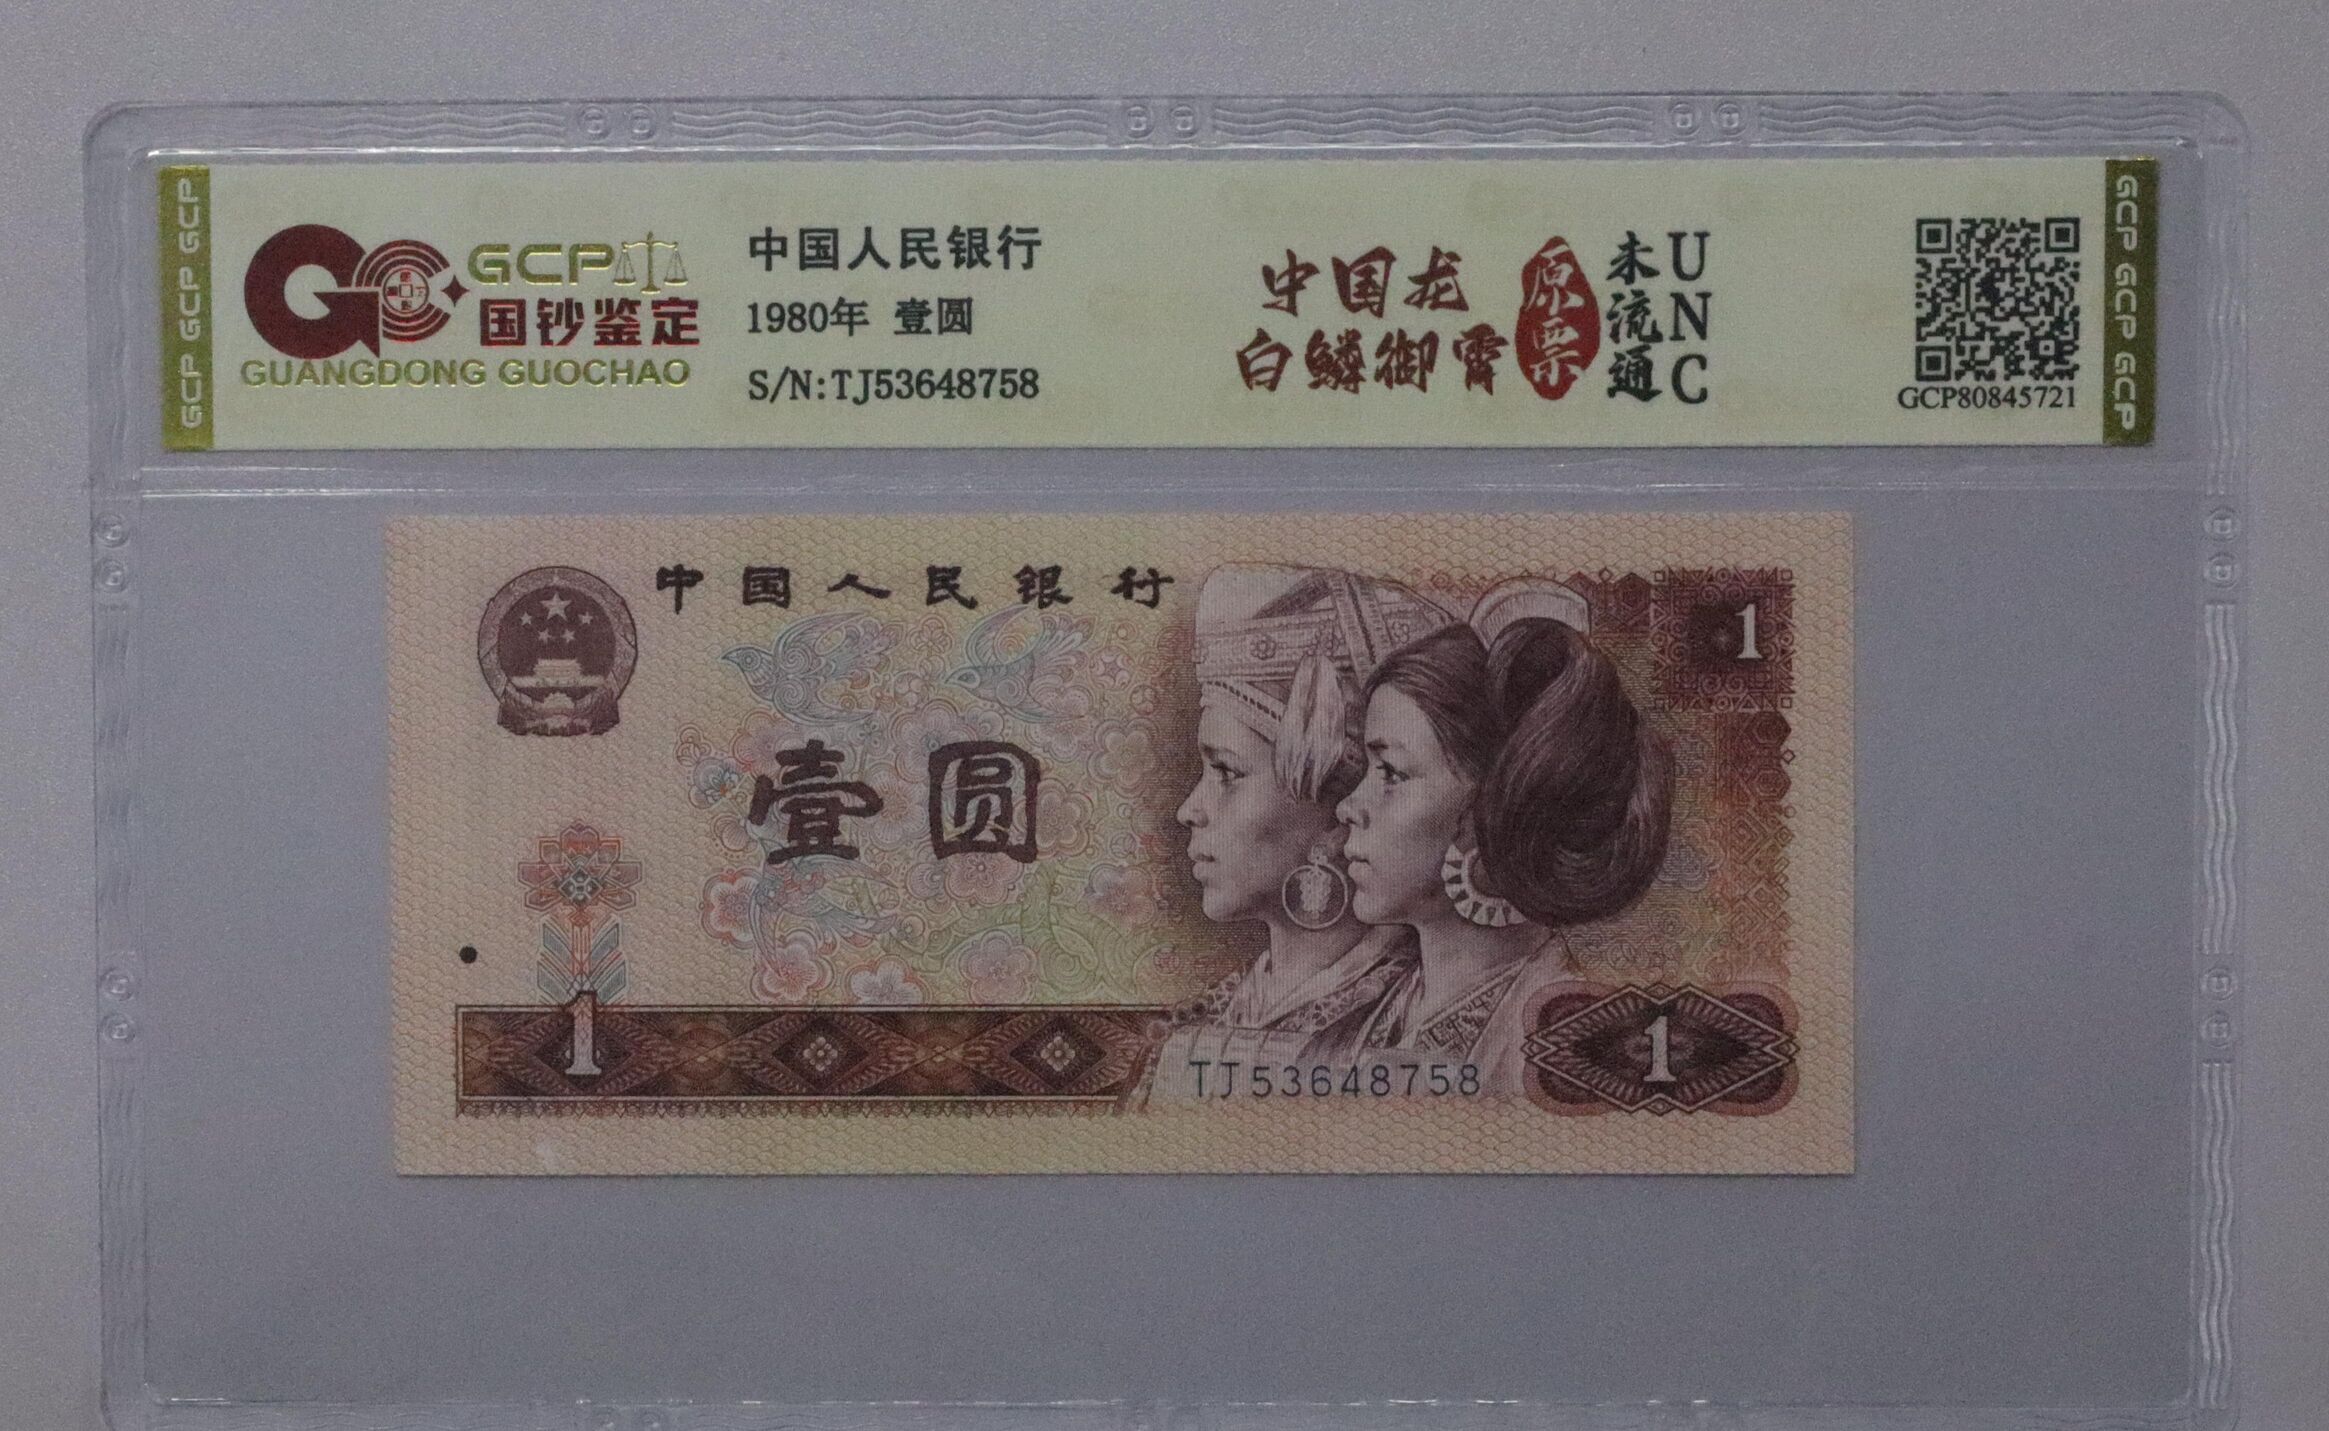 GCP GCP GCP
GCP
国钞鉴定
GUANGDONG GUOCHAO
中国人民银行
1980年 壹圆
S/N:TJ53648758
中国龙
白鳞御霄
原票
未流通
UNC
GCP80845721
GCP GCP GCP
中国人民银行
1
壹圆
1
TJ53648758
1